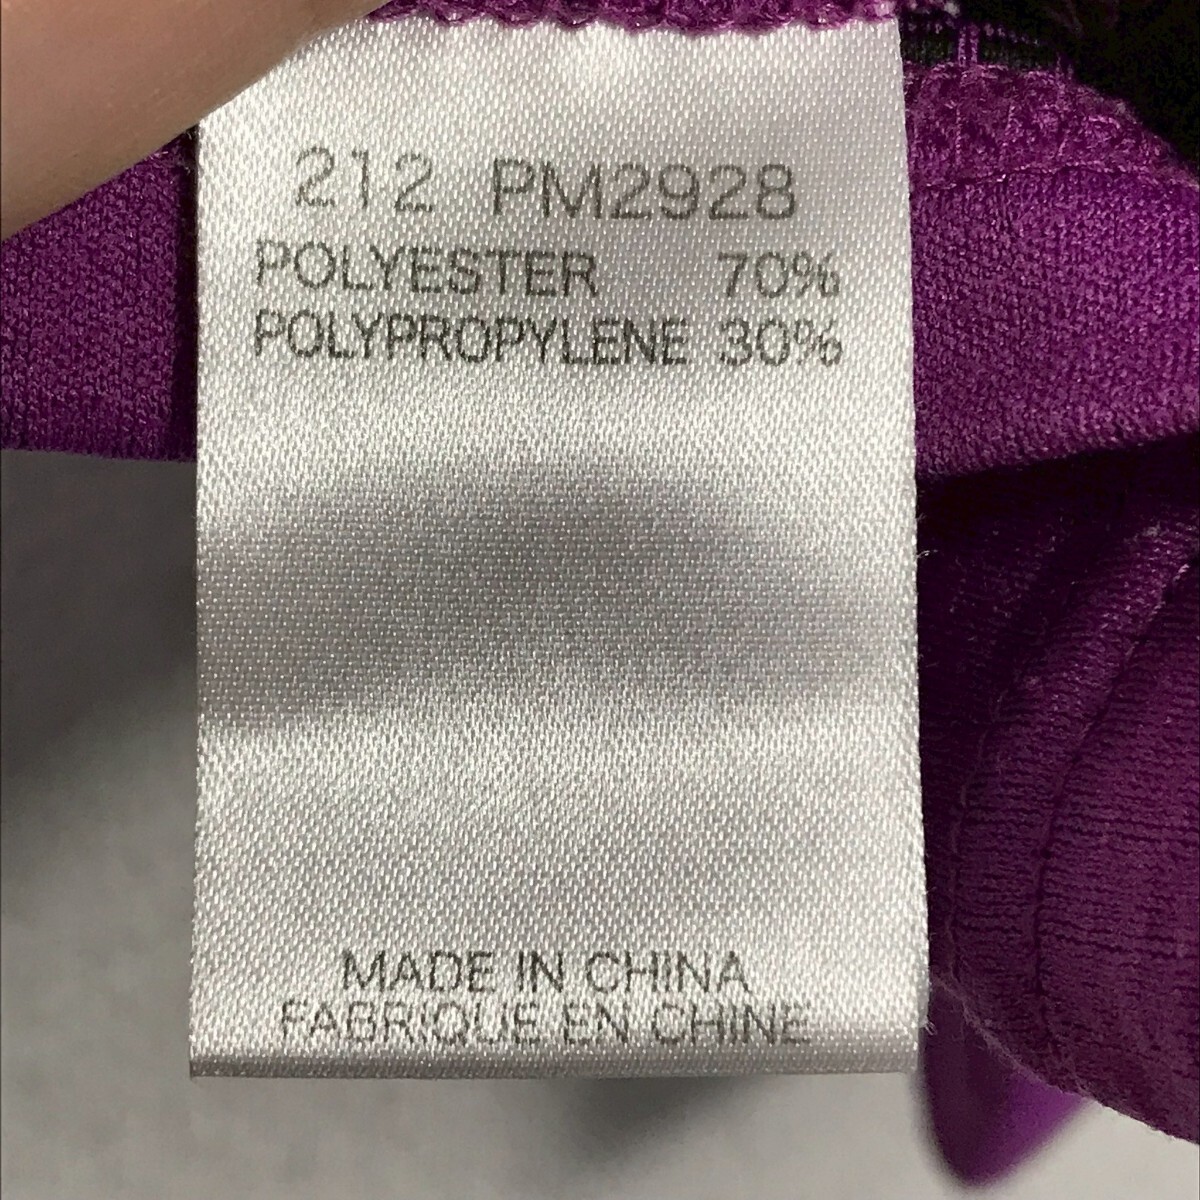 212 PM2928
POLYESTER 70%
POLYPROPYLENE 30%
MADE IN CHINA
FABRIQUE EN CHINE